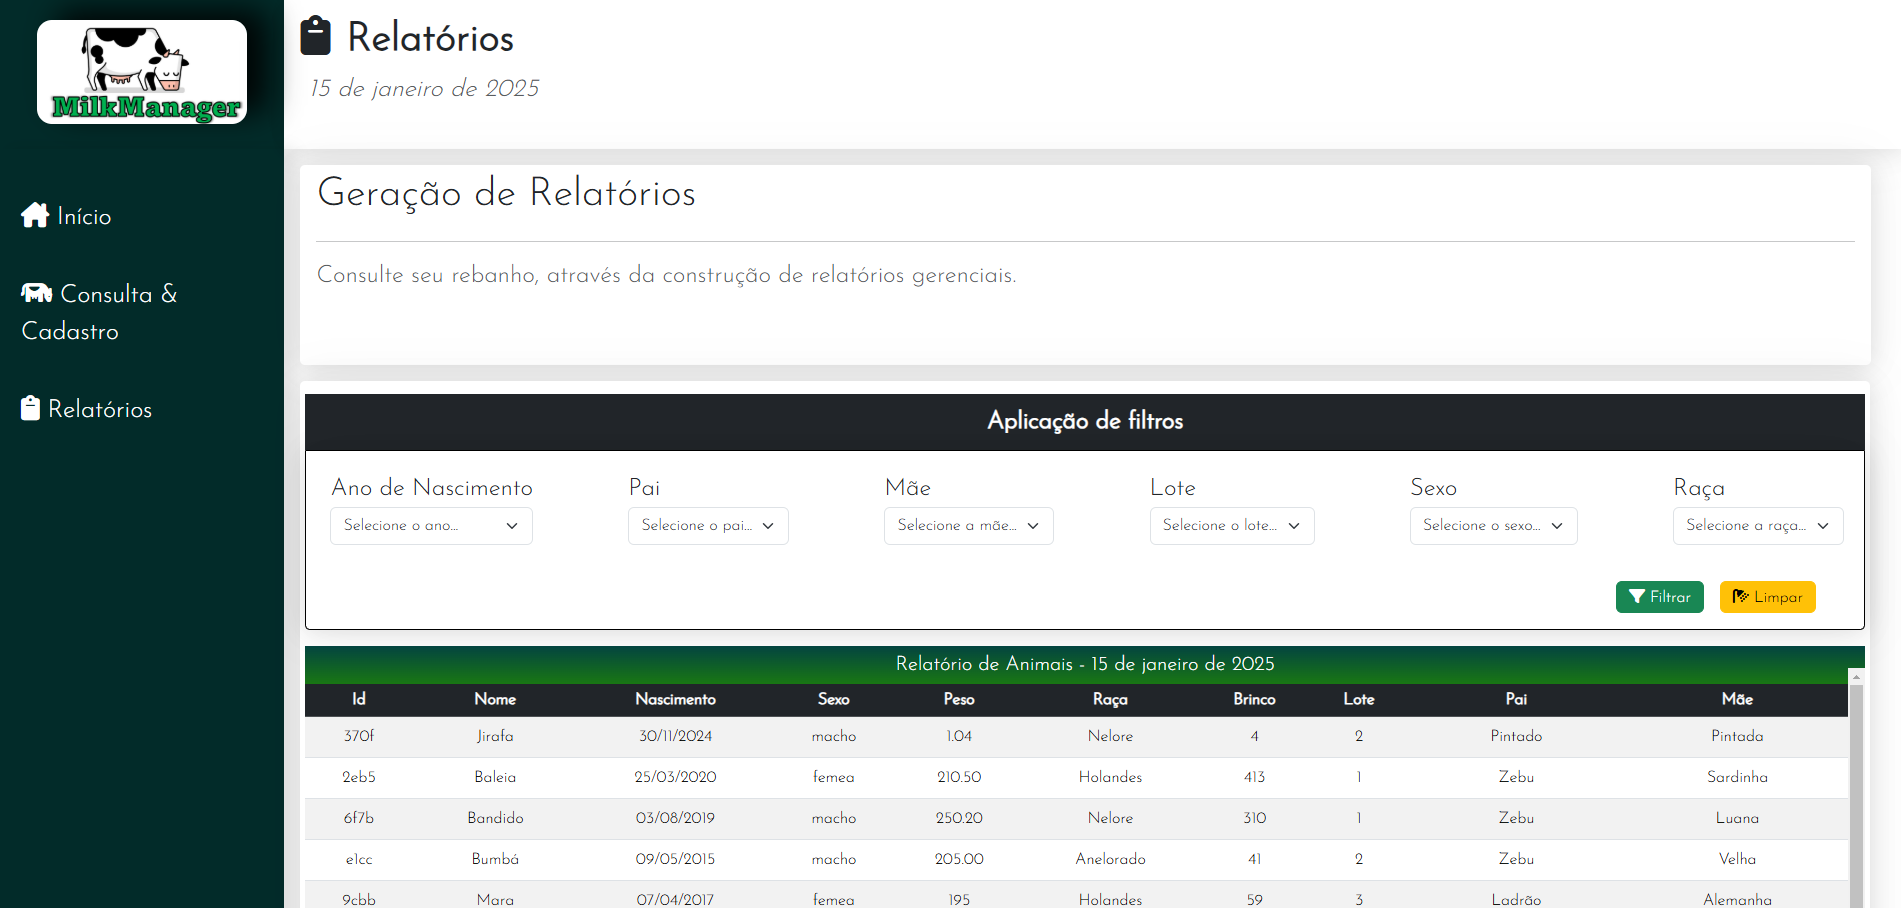 MilkManager
Início
Consulta &
Cadastro
Relatórios
Relatórios
15 de janeiro de 2025
Geração de Relatórios
Consulte seu rebanho, através da construção de relatórios gerenciais.
Aplicação de filtros
Ano de Nascimento Pai Mãe Lote Sexo Raça
Selecione o ano... Selecione o pai... Selecione a mãe... Selecione o lote... Selecione o sexo... Selecione a raça...
Filtrar Limpar
Relatório de Animais - 15 de janeiro de 2025
Id Nome Nascimento Sexo Peso Raça Brinco Lote Pai Mãe
370f Jirafa 30/11/2024 macho 1.04 Nelore 4 2 Pintado Pintada
2eb5 Baleia 25/03/2020 femea 210.50 Holandes 413 1 Zebu Sardinha
6f7b Bandido 03/08/2019 macho 250.20 Nelore 310 1 Zebu Luana
e1cc Bumbá 09/05/2015 macho 205.00 Anelorado 41 2 Zebu Velha
9cbb Mara 07/04/2017 femea 195 Holandes 59 3 Ladrão Alemanha